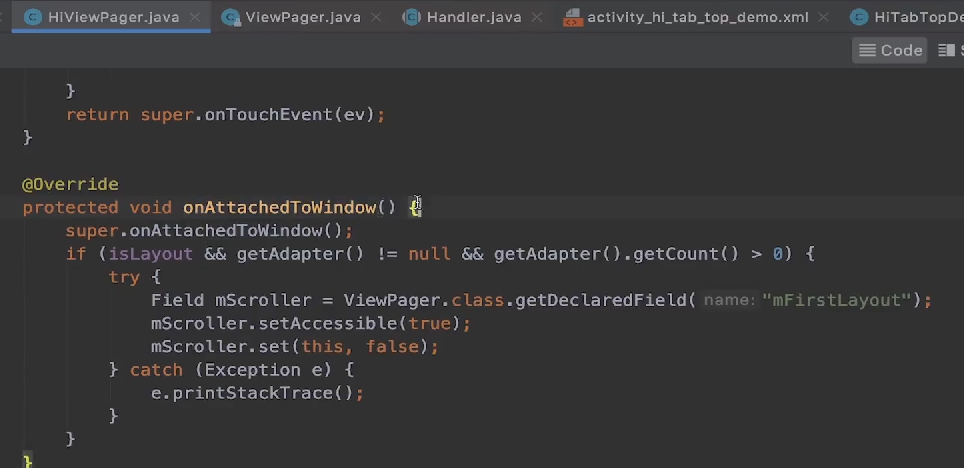 HiViewPager.java ViewPager.java Handler.java activity_hi_tab_top_demo.xml HiTabTopDe
Code
}
return super.onTouchEvent(ev);
}
@Override
protected void onAttachedToWindow() {
super.onAttachedToWindow();
if (isLayout && getAdapter() != null && getAdapter().getCount() > 0) {
try {
Field mScroller = ViewPager.class.getDeclaredField( name: "mFirstLayout");
mScroller.setAccessible(true);
mScroller.set(this, false);
} catch (Exception e) {
e.printStackTrace();
}
}
}